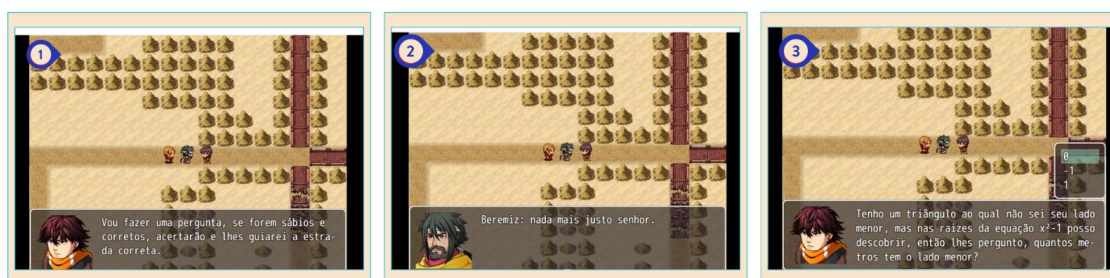 1
Vou fazer uma pergunta, se forem sábios e
corretos, acertarão e lhes guiarei a estra-
da correta.
2
Beremiz: nada mais justo senhor.
3
0
-1
1
Tenho um triângulo ao qual não sei seu lado
menor, mas nas raizes da equação x²-1 posso
descobrir, então lhes pergunto, quantos me-
tros tem o lado menor?